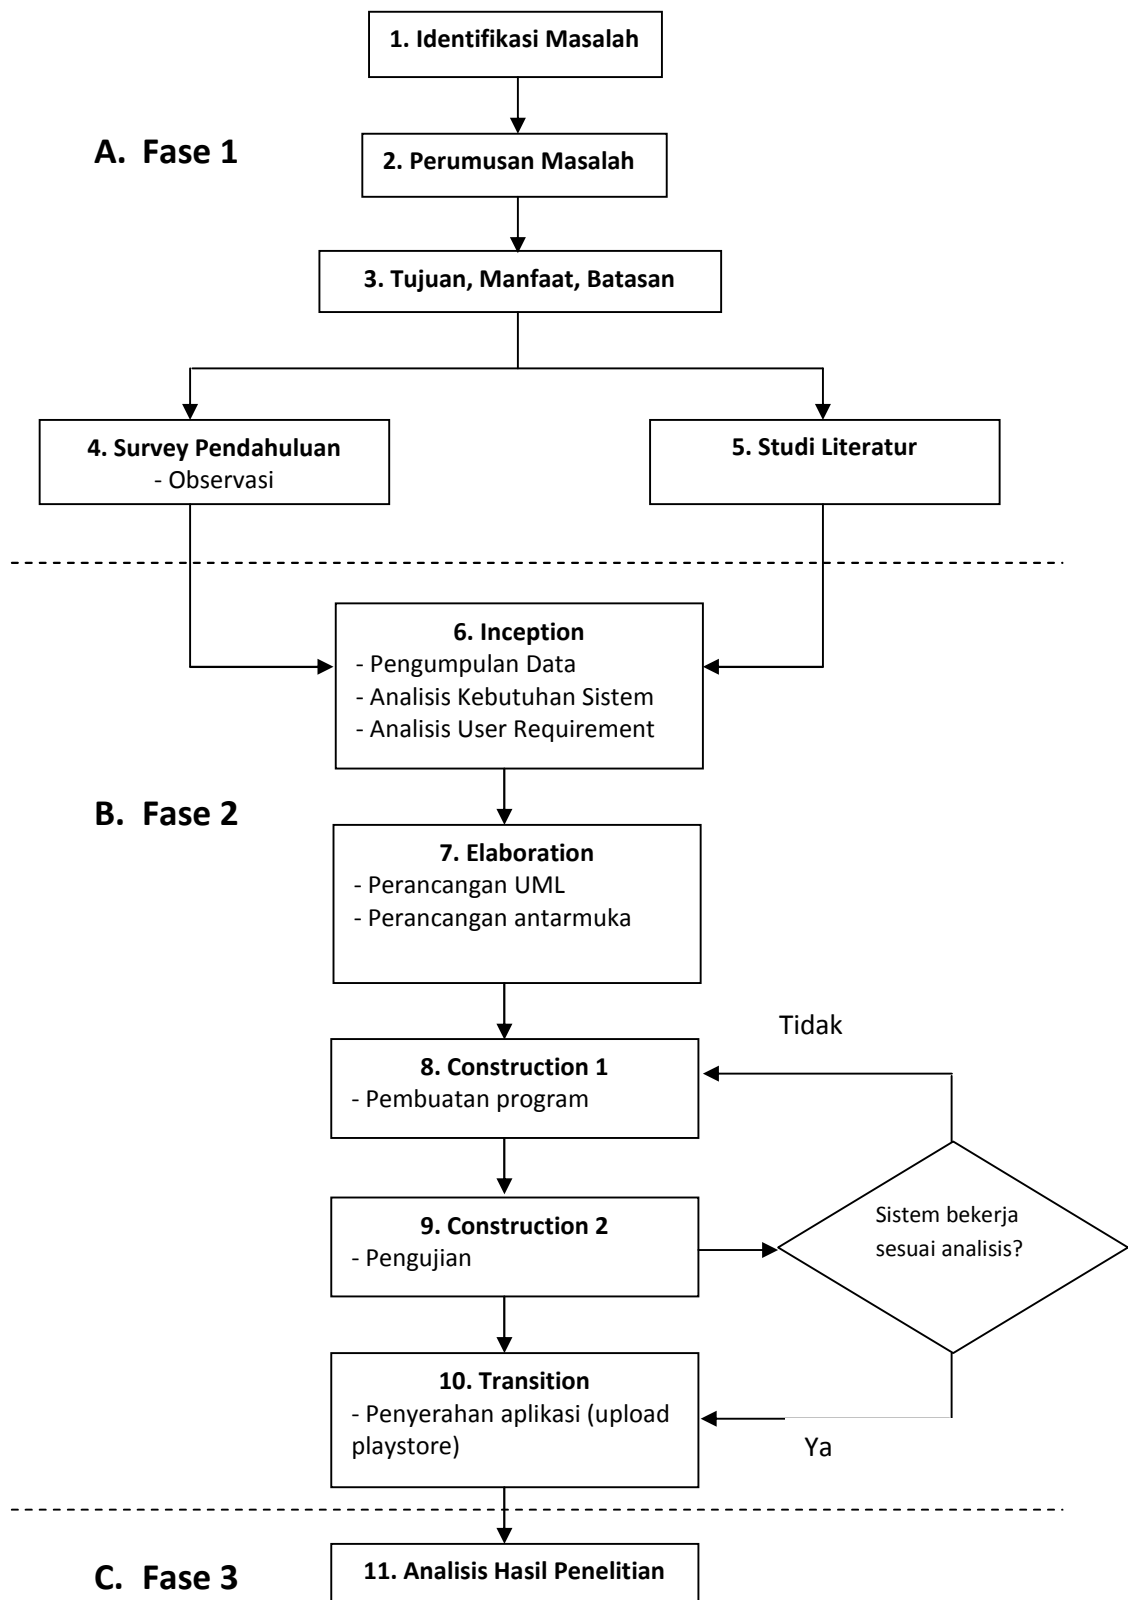 1. Identifikasi Masalah
A. Fase 1
2. Perumusan Masalah
3. Tujuan, Manfaat, Batasan
4. Survey Pendahuluan
- Observasi
5. Studi Literatur
6. Inception
- Pengumpulan Data
- Analisis Kebutuhan Sistem
- Analisis User Requirement
B. Fase 2
7. Elaboration
- Perancangan UML
- Perancangan antarmuka
Tidak
8. Construction 1
- Pembuatan program
9. Construction 2
- Pengujian
Sistem bekerja
sesuai analisis?
10. Transition
- Penyerahan aplikasi (upload
playstore)
Ya
C. Fase 3
11. Analisis Hasil Penelitian